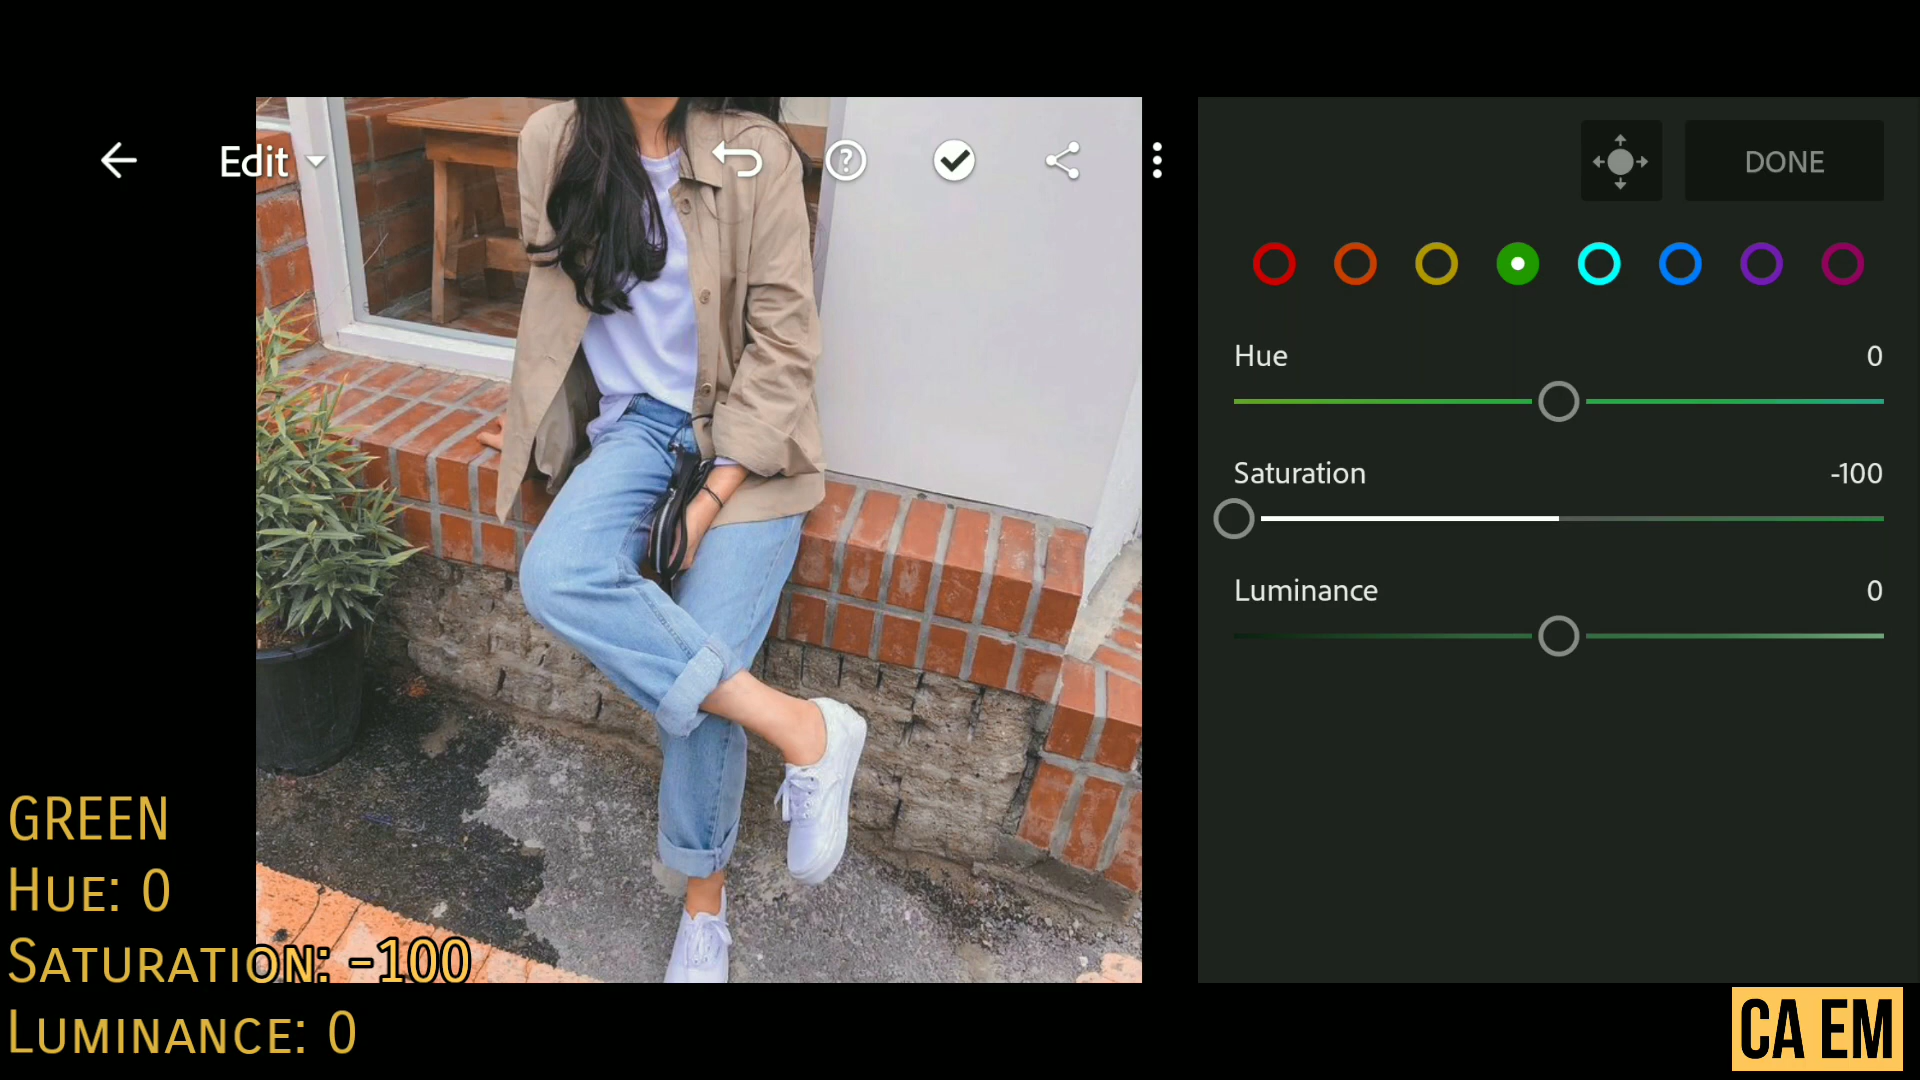 Edit
?
DONE
Hue 0
Saturation -100
Luminance 0
GREEN
HUE: 0
SATURATION: -100
LUMINANCE: 0
CA EM